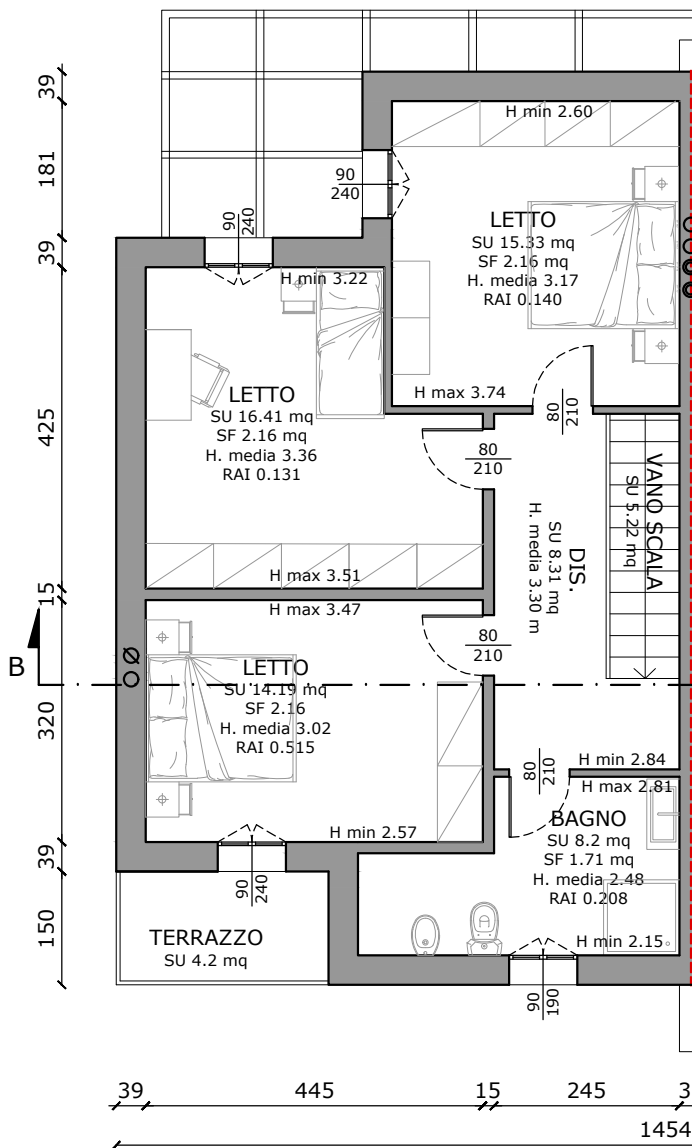 39
181
39
425
15
320
39
150
H min 2.60
90
240
LETTO
SU 15.33 mq
SF 2.16 mq
H. media 3.17
RAI 0.140
H max 3.74
90
240
H min 3.22
LETTO
SU 16.41 mq
SF 2.16 mq
H. media 3.36
RAI 0.131
H max 3.51
80
210
80
210
VANO SCALA
SU 5.22 mq
DIS.
SU 8.31 mq
H. media 3.30 m
H max 3.47
80
210
B
LETTO
SU 14.19 mq
SF 2.16
H. media 3.02
RAI 0.515
H min 2.57
90
240
H min 2.84
80
210
H max 2.81
BAGNO
SU 8.2 mq
SF 1.71 mq
H. media 2.48
RAI 0.208
H min 2.15
90
190
TERRAZZO
SU 4.2 mq
39
445
15
245
3
1454